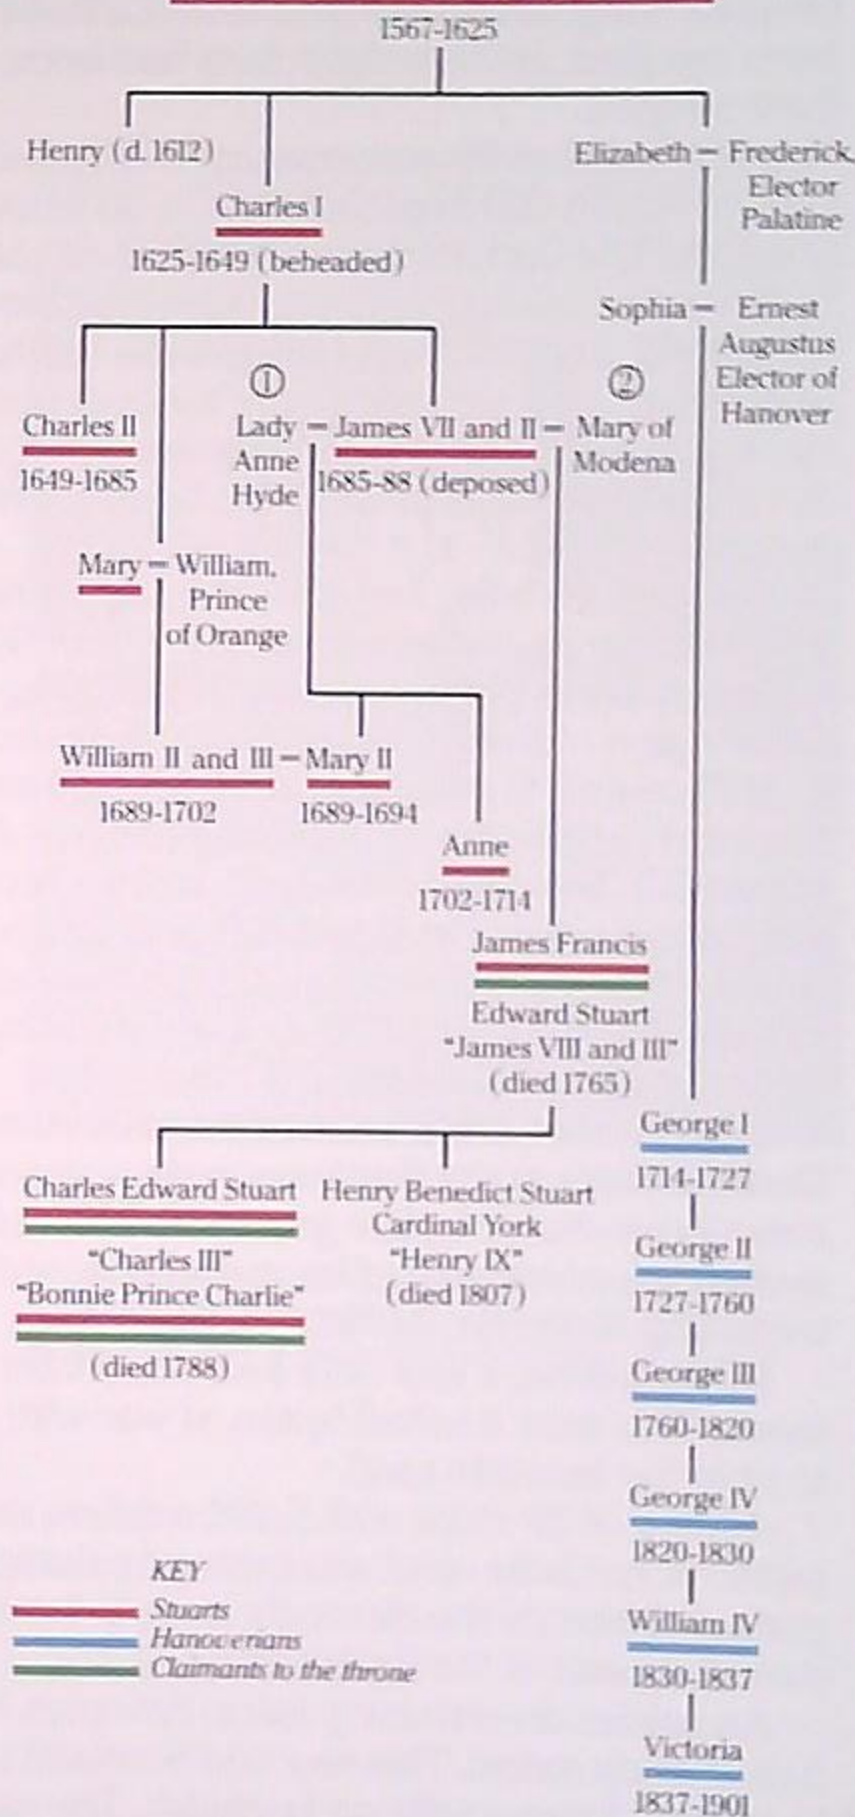 1567-1625
Henry (d. 1612)
Elizabeth – Frederick,
Elector
Palatine
Charles I
1625-1649 (beheaded)
Sophia – Ernest
Augustus
Elector of
Hanover
①
②
Charles II
1649-1685
Lady – James VII and II – Mary of
Anne
Hyde
1685-88 (deposed)
Modena
Mary – William,
Prince
of Orange
William II and III – Mary II
1689-1702
1689-1694
Anne
1702-1714
James Francis
Edward Stuart
"James VIII and III"
(died 1765)
Charles Edward Stuart
"Charles III"
"Bonnie Prince Charlie"
(died 1788)
Henry Benedict Stuart
Cardinal York
"Henry IX"
(died 1807)
George I
1714-1727
George II
1727-1760
George III
1760-1820
George IV
1820-1830
William IV
1830-1837
Victoria
1837-1901
KEY
Stuarts
Hanoverians
Claimants to the throne